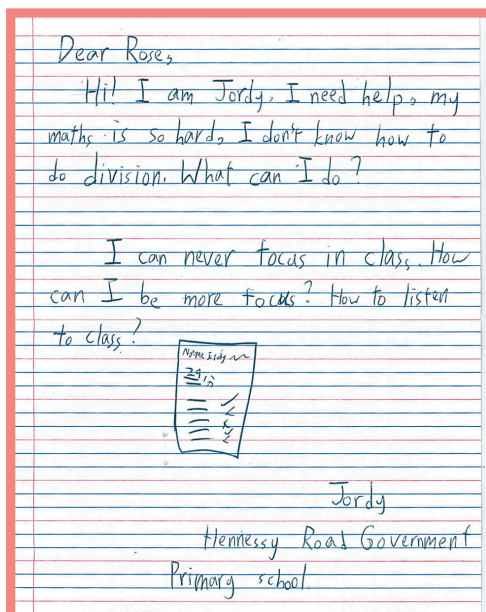 Dear Rose,
Hi! I am Jordy. I need help, my
maths is so hard, I don't know how to
do division. What can I do?
I can never focus in class. How
can I be more focus? How to listen
to class?
Name
Jordy
Hennessy Road Government
Primary school.